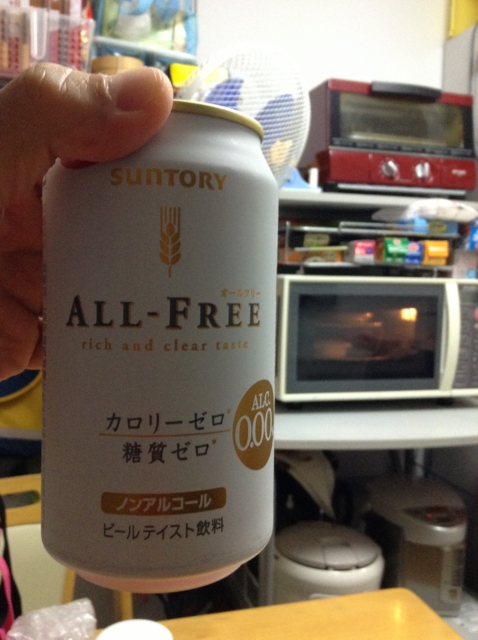 SUNTORY
オールフリー
ALL-FREE
rich and clear taste
カロリーゼロ*
糖質ゼロ*
ALC.
0.00
ノンアルコール
ビールテイスト飲料